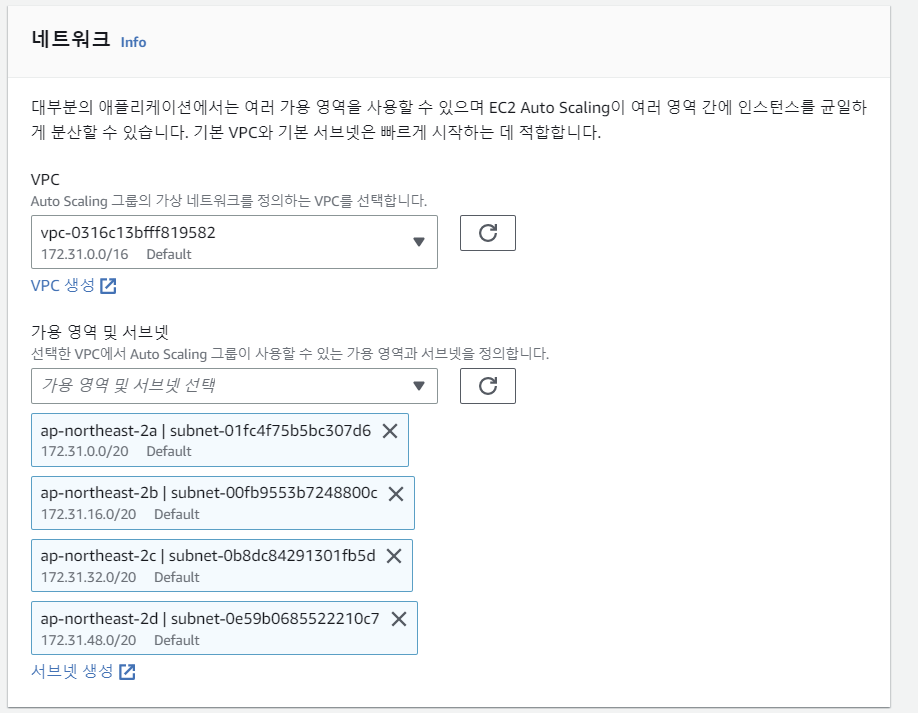 네트워크 Info
대부분의 애플리케이션에서는 여러 가용 영역을 사용할 수 있으며 EC2 Auto Scaling이 여러 영역 간에 인스턴스를 균일하
게 분산할 수 있습니다. 기본 VPC와 기본 서브넷은 빠르게 시작하는 데 적합합니다.
VPC
Auto Scaling 그룹의 가상 네트워크를 정의하는 VPC를 선택합니다.
vpc-0316c13bfff819582
172.31.0.0/16 Default
VPC 생성
가용 영역 및 서브넷
선택한 VPC에서 Auto Scaling 그룹이 사용할 수 있는 가용 영역과 서브넷을 정의합니다.
가용 영역 및 서브넷 선택
ap-northeast-2a | subnet-01fc4f75b5bc307d6
172.31.0.0/20 Default
ap-northeast-2b | subnet-00fb9553b7248800c
172.31.16.0/20 Default
ap-northeast-2c | subnet-0b8dc84291301fb5d
172.31.32.0/20 Default
ap-northeast-2d | subnet-0e59b0685522210c7
172.31.48.0/20 Default
서브넷 생성